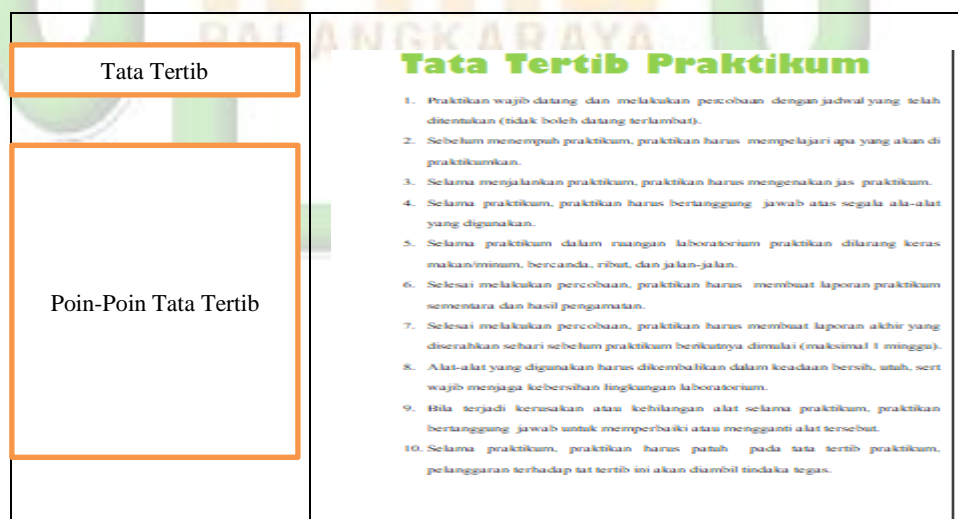 PALANGKARAYA
Tata Tertib
Poin-Poin Tata Tertib
Tata Tertib Praktikum
1. Praktikan wajib datang dan melakukan percobaan dengan jadwal yang telah
ditentukan (tidak boleh datang terlambat).
2. Sebelum menempuh praktikum, praktikan harus mempelajari apa yang akan di
praktikumkan.
3. Selama menjalankan praktikum, praktikan harus mengenakan jas praktikum.
4. Selama praktikum, praktikan harus bertanggung jawab atas segala ala-alat
yang digunakan.
5. Selama praktikum dalam ruangan laboratorium praktikan dilarang keras
makan/minum, bercanda, ribut, dan jalan-jalan.
6. Selesai melakukan percobaan, praktikan harus membuat laporan praktikum
sementara dan hasil pengamatan.
7. Selesai melakukan percobaan, praktikan harus membuat laporan akhir yang
diserahkan sehari sebelum praktikum berikutnya dimulai (maksimal 1 minggu).
8. Alat-alat yang digunakan harus dikembalikan dalam keadaan bersih, utuh, sert
wajib menjaga kebersihan lingkungan laboratorium.
9. Bila terjadi kerusakan atau kehilangan alat selama praktikum, praktikan
bertanggung jawab untuk memperbaiki atau mengganti alat tersebut.
10. Selama praktikum, praktikan harus patuh pada tata tertib praktikum,
pelanggaran terhadap tat tertib ini akan diambil tindaka tegas.